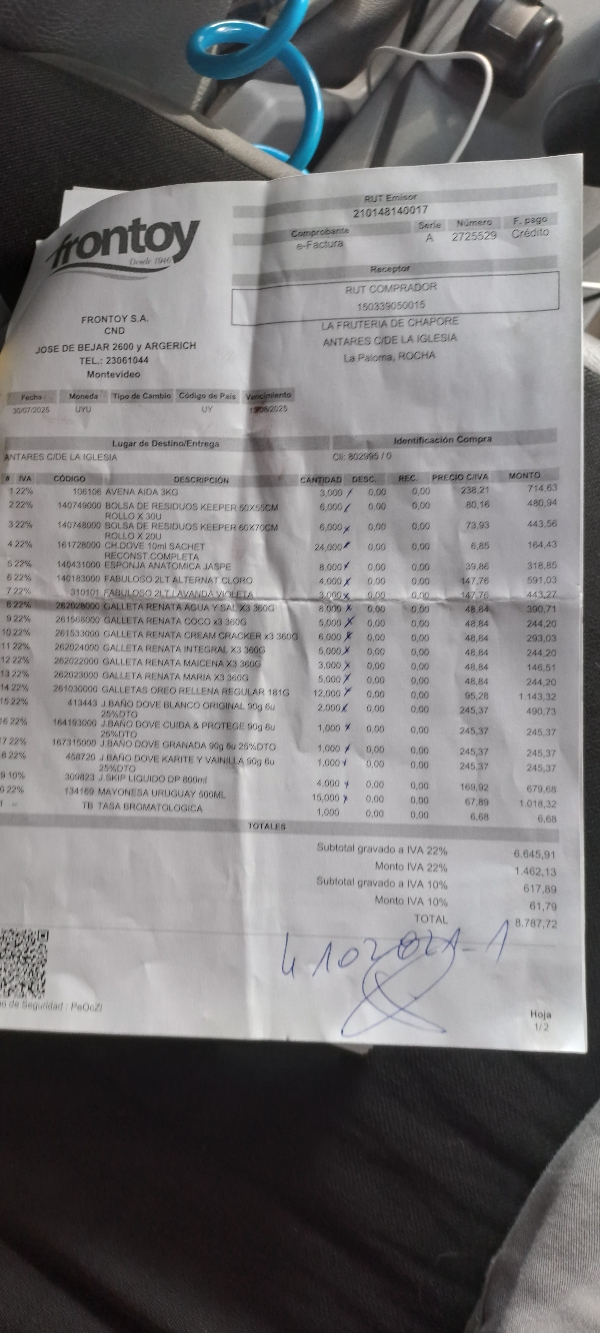 frontoy
Desde 1946
RUT Emisor
210148140017
Comprobante Serie Número F. pago
e-Factura A 2725529 Crédito
Receptor
RUT COMPRADOR
150339050015
LA FRUTERIA DE CHAPORE
ANTARES C/DE LA IGLESIA
La Paloma, ROCHA
FRONTOY S.A.
CND
JOSE DE BEJAR 2600 y ARGERICH
TEL.: 23061044
Montevideo
Fecha Moneda Tipo de Cambio Código de País Vencimiento
30/07/2025 UYU UY
Lugar de Destino/Entrega Identificación Compra
ANTARES C/DE LA IGLESIA Cli: 802995 / 0
# IVA CÓDIGO DESCRIPCIÓN CANTIDAD DESC. REC. PRECIO C/IVA MONTO
1 22% 106106 AVENA AIDA 3KG 3,000 0,00 0,00 238,21 714,63
2 22% 140749000 BOLSA DE RESIDUOS KEEPER 50X55CM 6,000 0,00 0,00 80,16 480,94
ROLLO X 30U
3 22% 140748000 BOLSA DE RESIDUOS KEEPER 60X70CM 6,000 0,00 0,00 73,93 443,56
ROLLO X 20U
4 22% 161728000 CH.DOVE 10ml SACHET 24,000 0,00 0,00 6,85 164,43
RECONST.COMPLETA
5 22% 140431000 ESPONJA ANATOMICA JASPE 8,000 0,00 0,00 39,86 318,85
6 22% 140183000 FABULOSO 2LT ALTERNAT CLORO 4,000 0,00 0,00 147,76 591,03
7 22% 310101 FABULOSO 2LT LAVANDA VIOLETA 3,000 0,00 0,00 147,76 443,27
8 22% 262028000 GALLETA RENATA AGUA Y SAL X3 360G 8,000 0,00 0,00 48,84 390,71
9 22% 261568000 GALLETA RENATA COCO x3 360G 5,000 0,00 0,00 48,84 244,20
10 22% 261533000 GALLETA RENATA CREAM CRACKER x3 360G 6,000 0,00 0,00 48,84 293,03
11 22% 262024000 GALLETA RENATA INTEGRAL X3 360G 5,000 0,00 0,00 48,84 244,20
12 22% 262022000 GALLETA RENATA MAICENA X3 360G 3,000 0,00 0,00 48,84 146,51
13 22% 262023000 GALLETA RENATA MARIA X3 360G 5,000 0,00 0,00 48,84 244,20
14 22% 261030000 GALLETAS OREO RELLENA REGULAR 181G 12,000 0,00 0,00 95,28 1.143,32
15 22% 413443 J.BAÑO DOVE BLANCO ORIGINAL 90g 6u 2,000 0,00 0,00 245,37 490,73
25%DTO
16 22% 164193000 J.BAÑO DOVE CUIDA & PROTEGE 90g 6u 1,000 0,00 0,00 245,37 245,37
25%DTO
7 22% 167315000 J.BAÑO DOVE GRANADA 90g 6u 25%DTO 1,000 0,00 0,00 245,37 245,37
8 22% 458720 J.BAÑO DOVE KARITE Y VAINILLA 90g 6u 1,000 0,00 0,00 245,37 245,37
25%DTO
9 10% 309823 J.SKIP LIQUIDO DP 800ml 4,000 0,00 0,00 169,92 679,68
0 22% 134169 MAYONESA URUGUAY 500ML 15,000 0,00 0,00 67,89 1.018,32
1 -- TB TASA BROMATOLOGICA 1,000 0,00 0,00 6,68 6,68
TOTALES
Subtotal gravado a IVA 22% 6.645,91
Monto IVA 22% 1.462,13
Subtotal gravado a IVA 10% 617,89
Monto IVA 10% 61,79
TOTAL 8.787,72
de Seguridad : PeOcZj
Hoja
1/2